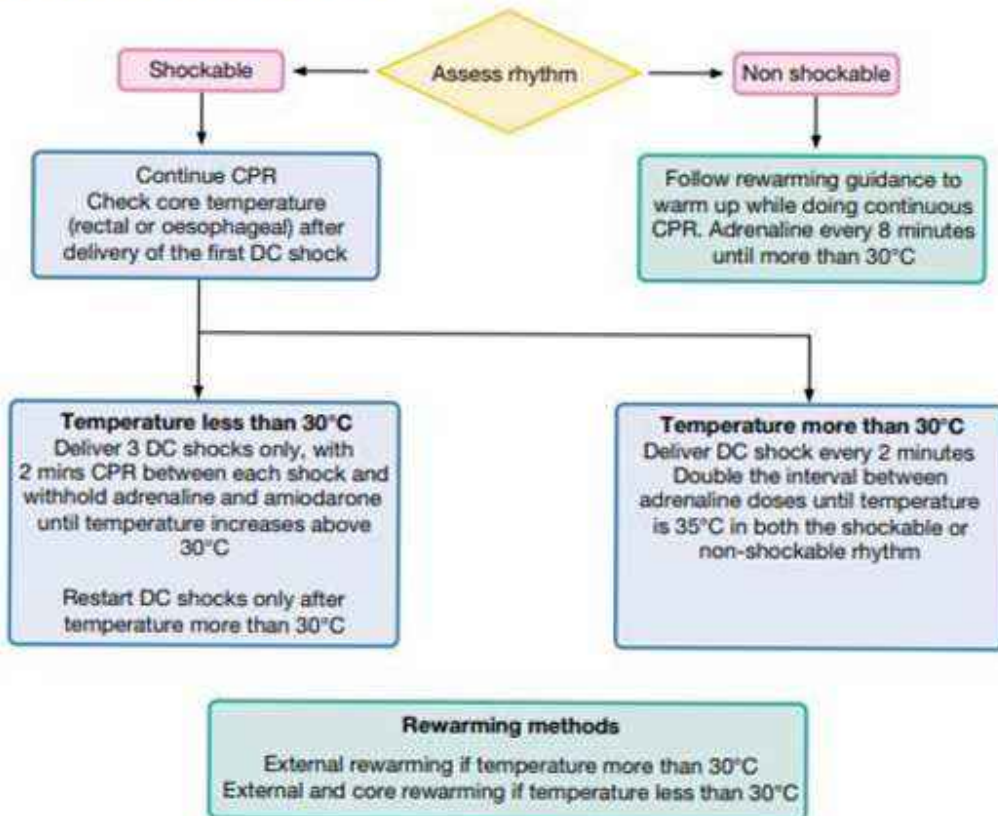 Assess rhythm
Shockable
Non shockable
Continue CPR
Check core temperature
(rectal or oesophageal) after
delivery of the first DC shock
Follow rewarming guidance to
warm up while doing continuous
CPR. Adrenaline every 8 minutes
until more than 30°C
Temperature less than 30°C
Deliver 3 DC shocks only, with
2 mins CPR between each shock and
withhold adrenaline and amiodarone
until temperature increases above
30°C
Restart DC shocks only after
temperature more than 30°C
Temperature more than 30°C
Deliver DC shock every 2 minutes
Double the interval between
adrenaline doses until temperature
is 35°C in both the shockable or
non-shockable rhythm
Rewarming methods
External rewarming if temperature more than 30°C
External and core rewarming if temperature less than 30°C